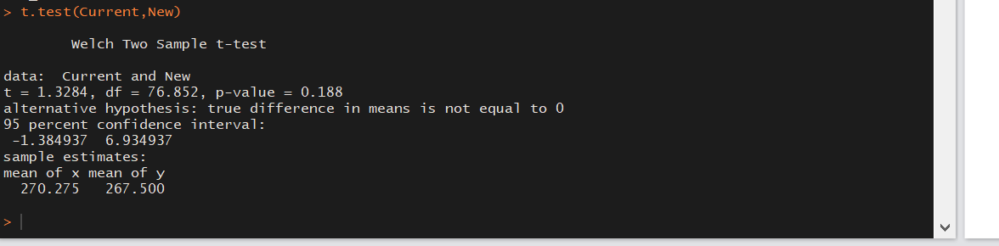 > t.test(Current,New)
Welch Two Sample t-test
data:  Current and New
t = 1.3284, df = 76.852, p-value = 0.188
alternative hypothesis: true difference in means is not equal to 0
95 percent confidence interval:
 -1.384937  6.934937
sample estimates:
mean of x mean of y
  270.275   267.500
>